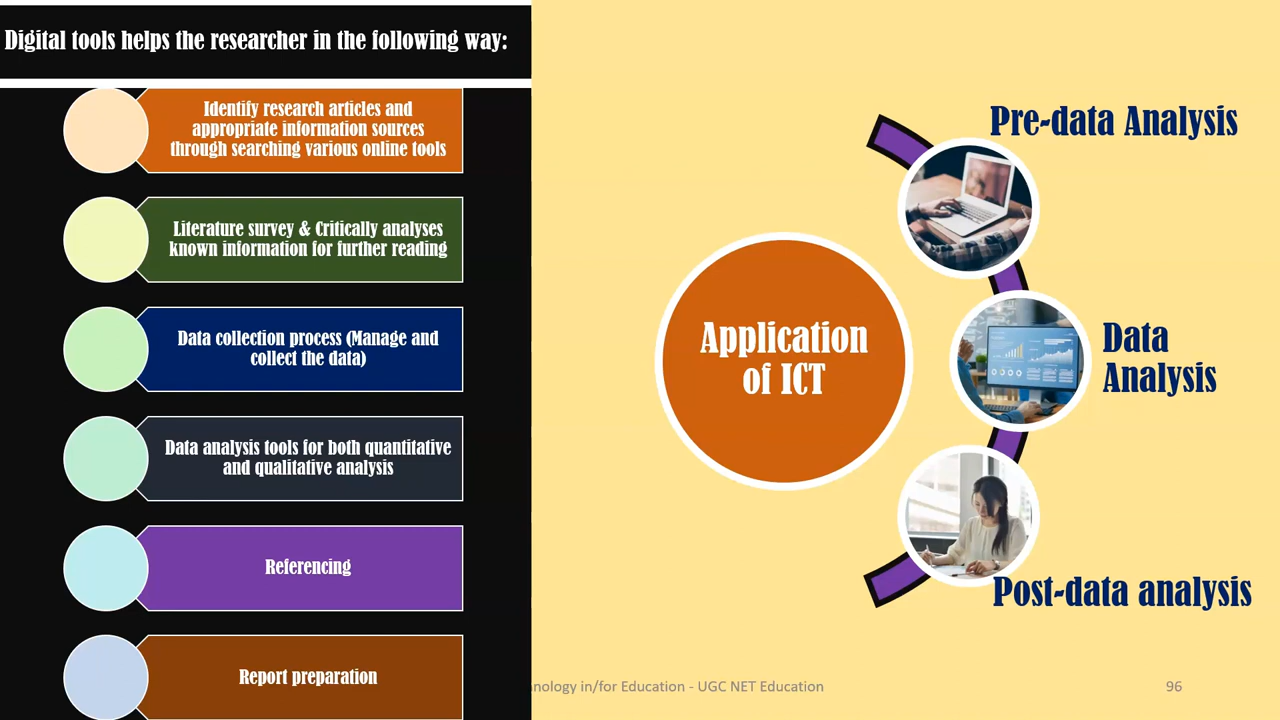 Digital tools helps the researcher in the following way:
Identify research articles and
appropriate information sources
through searching various online tools
Literature survey & Critically analyses
known information for further reading
Data collection process (Manage and
collect the data)
Data analysis tools for both quantitative
and qualitative analysis
Referencing
Report preparation
Application
of ICT
Pre-data Analysis
Data
Analysis
Post-data analysis
in/for Education - UGC NET Education
96